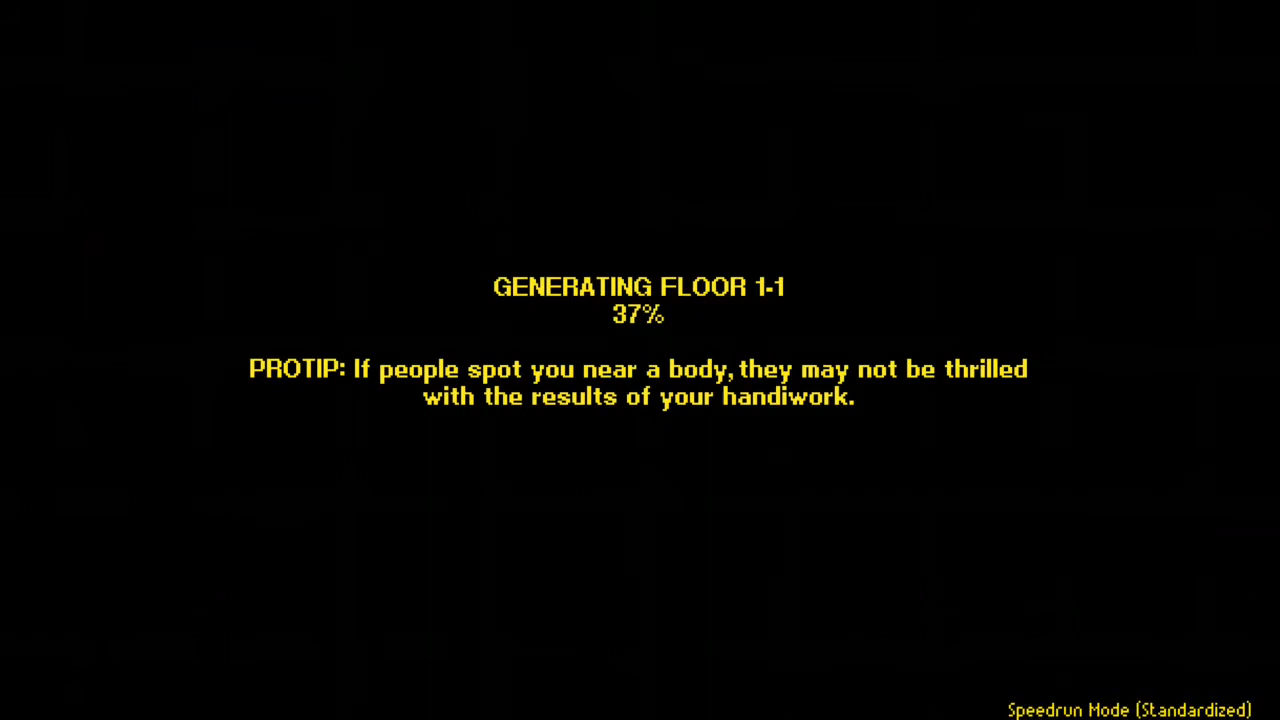 GENERATING FLOOR 1-1
37%
PROTIP: If people spot you near a body, they may not be thrilled
with the results of your handiwork.
Speedrun Mode (Standardized)